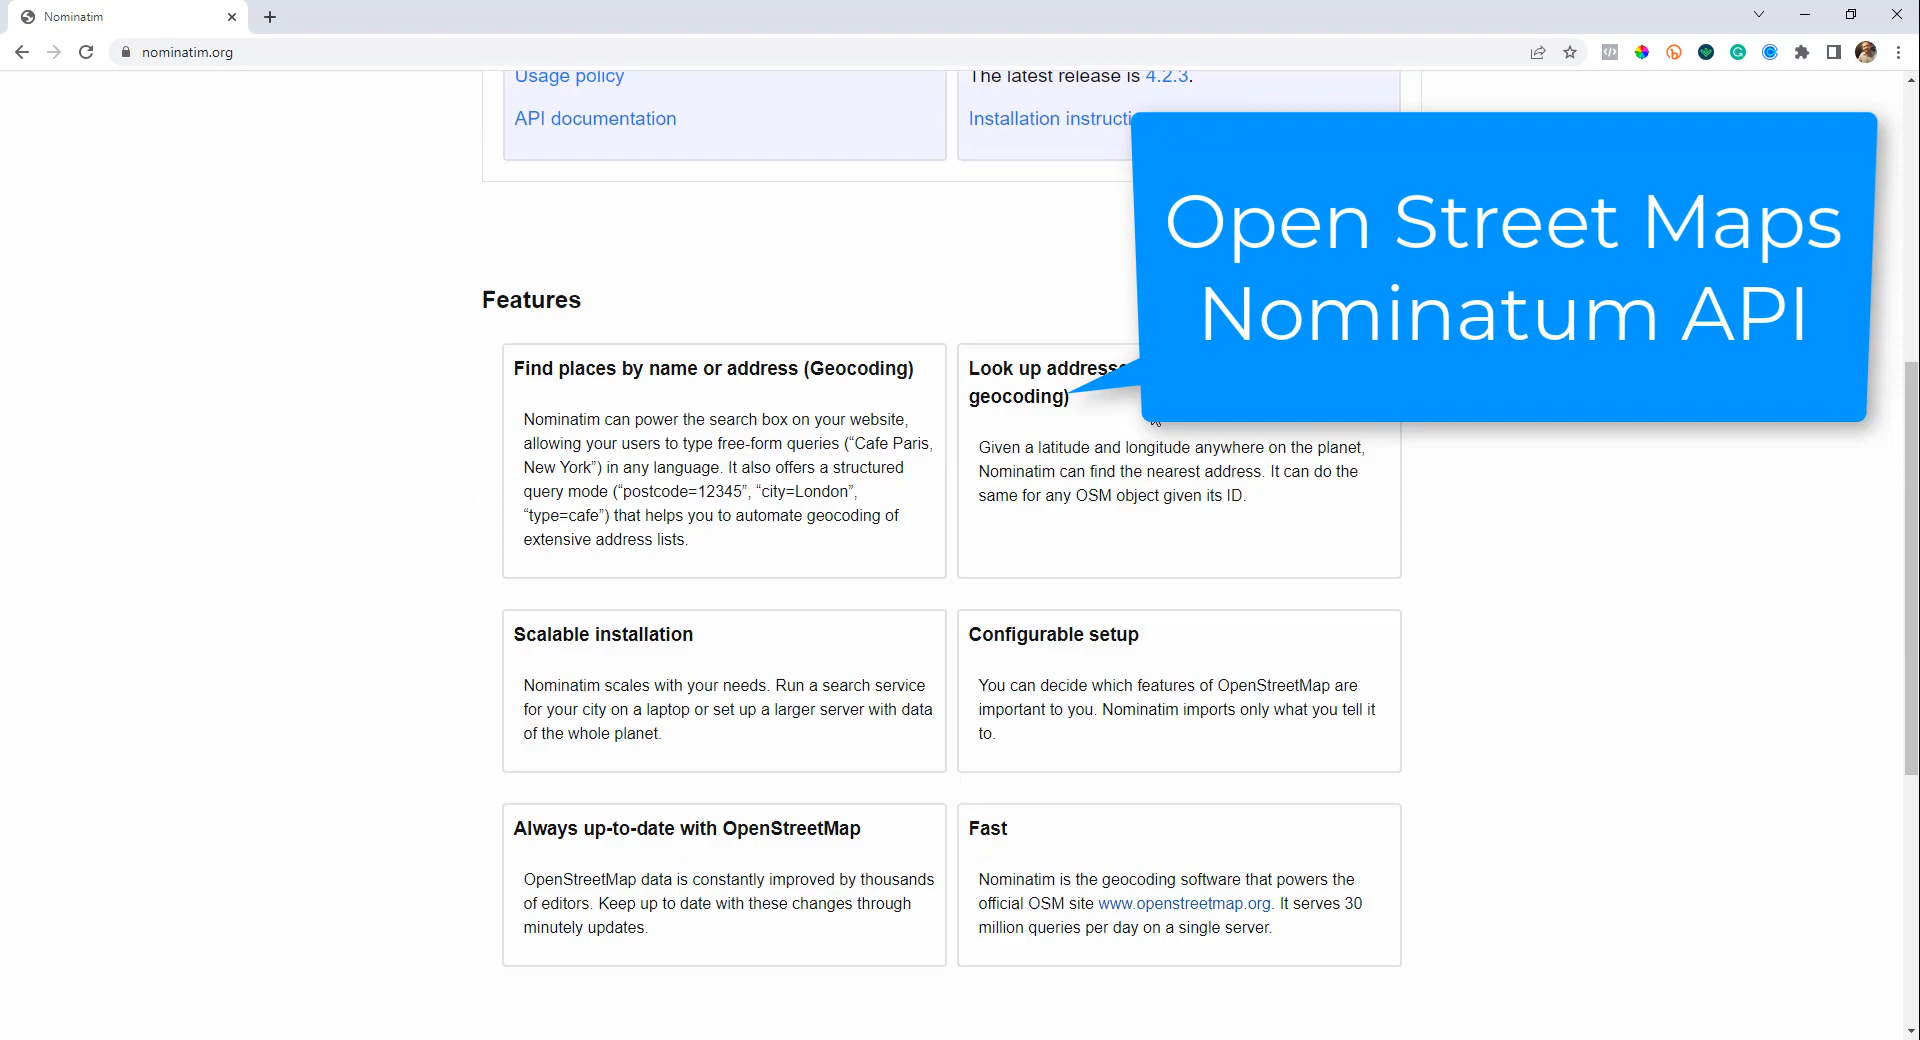 Nominatim
nominatim.org
Usage policy
The latest release is 4.2.3.
API documentation
Installation instructi
Open Street Maps
Nominatum API
Features
Find places by name or address (Geocoding)
Nominatim can power the search box on your website,
allowing your users to type free-form queries (“Cafe Paris,
New York”) in any language. It also offers a structured
query mode (“postcode=12345”, “city=London”,
“type=cafe”) that helps you to automate geocoding of
extensive address lists.
Look up addresse
geocoding)
Given a latitude and longitude anywhere on the planet,
Nominatim can find the nearest address. It can do the
same for any OSM object given its ID.
Scalable installation
Nominatim scales with your needs. Run a search service
for your city on a laptop or set up a larger server with data
of the whole planet.
Configurable setup
You can decide which features of OpenStreetMap are
important to you. Nominatim imports only what you tell it
to.
Always up-to-date with OpenStreetMap
OpenStreetMap data is constantly improved by thousands
of editors. Keep up to date with these changes through
minutely updates.
Fast
Nominatim is the geocoding software that powers the
official OSM site www.openstreetmap.org. It serves 30
million queries per day on a single server.